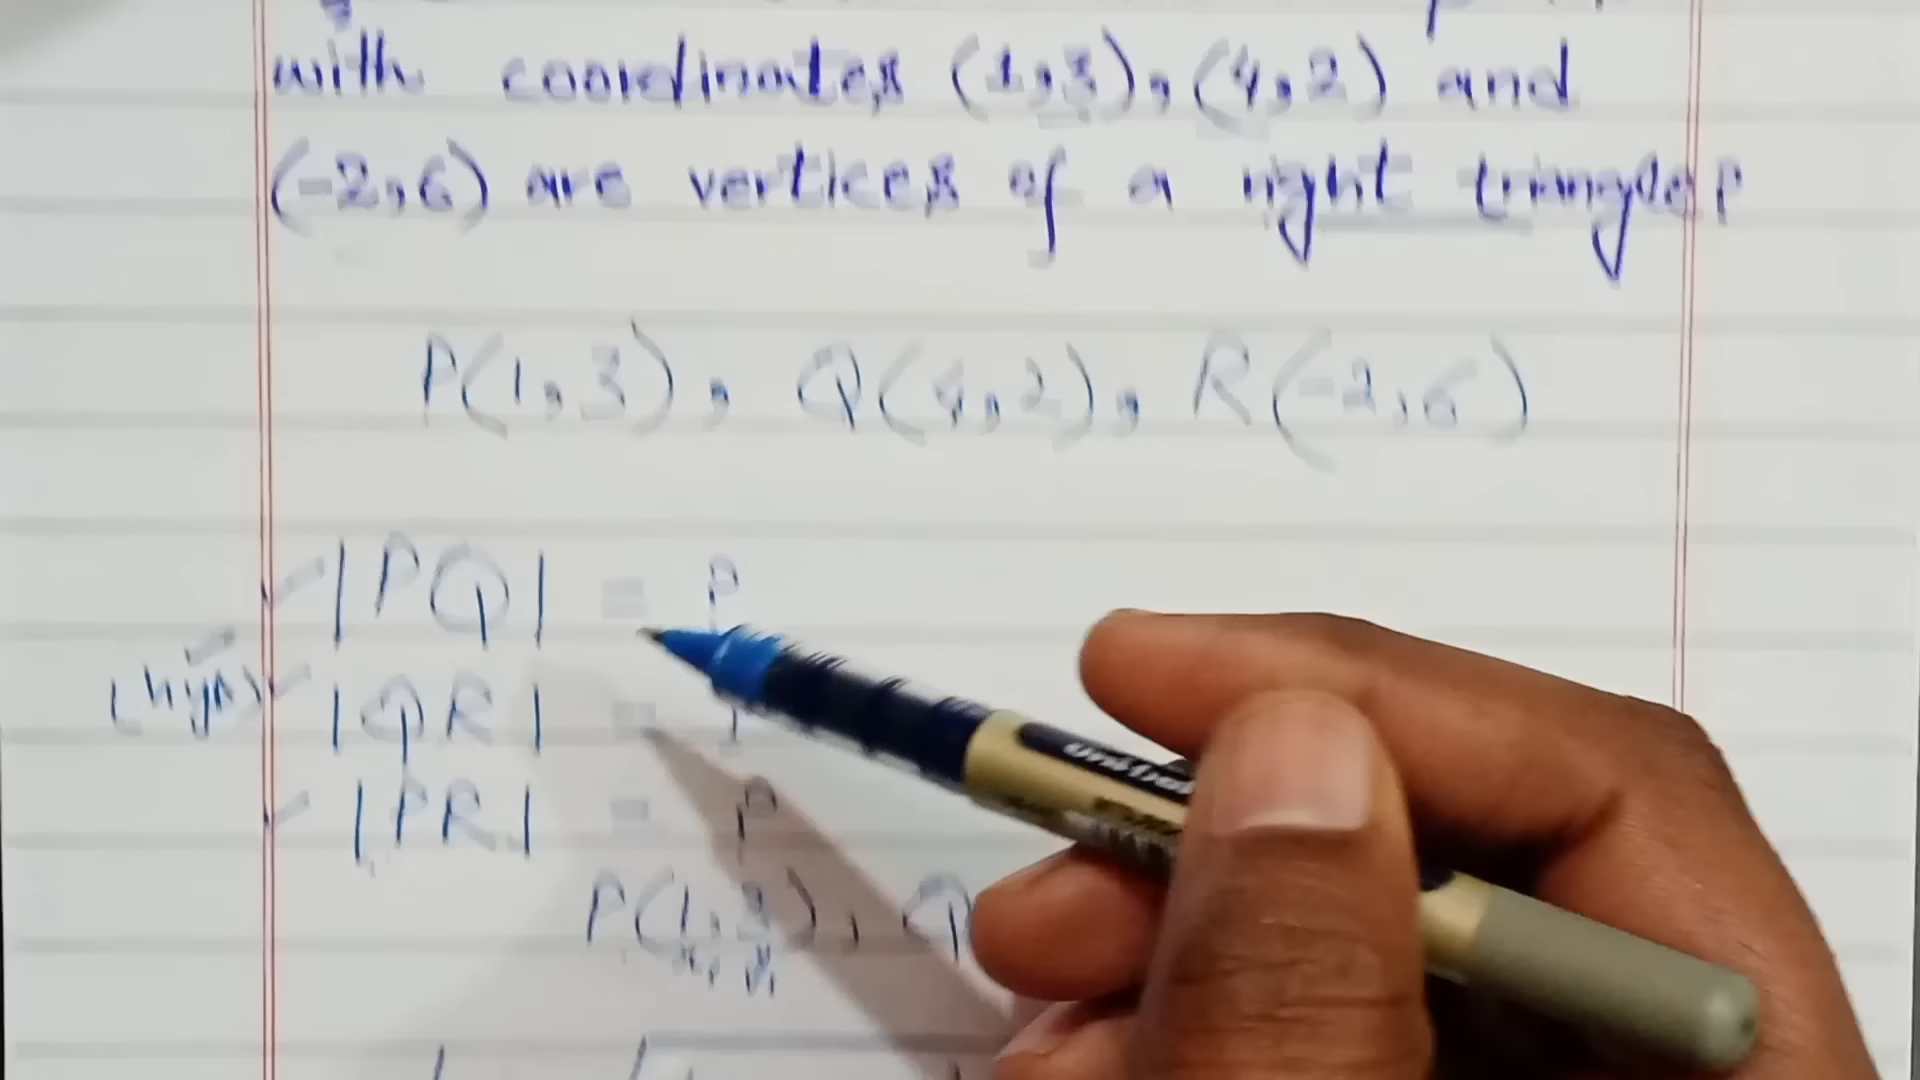 with coordinates (1,3), (4,2) and
(-2,6) are vertices of a right triangle?
P(1,3), Q(4,2), R(-2,6)
|PQ| = ?
(hyp) |QR| =
|PR| = ?
P(1,3), Q
x, y,